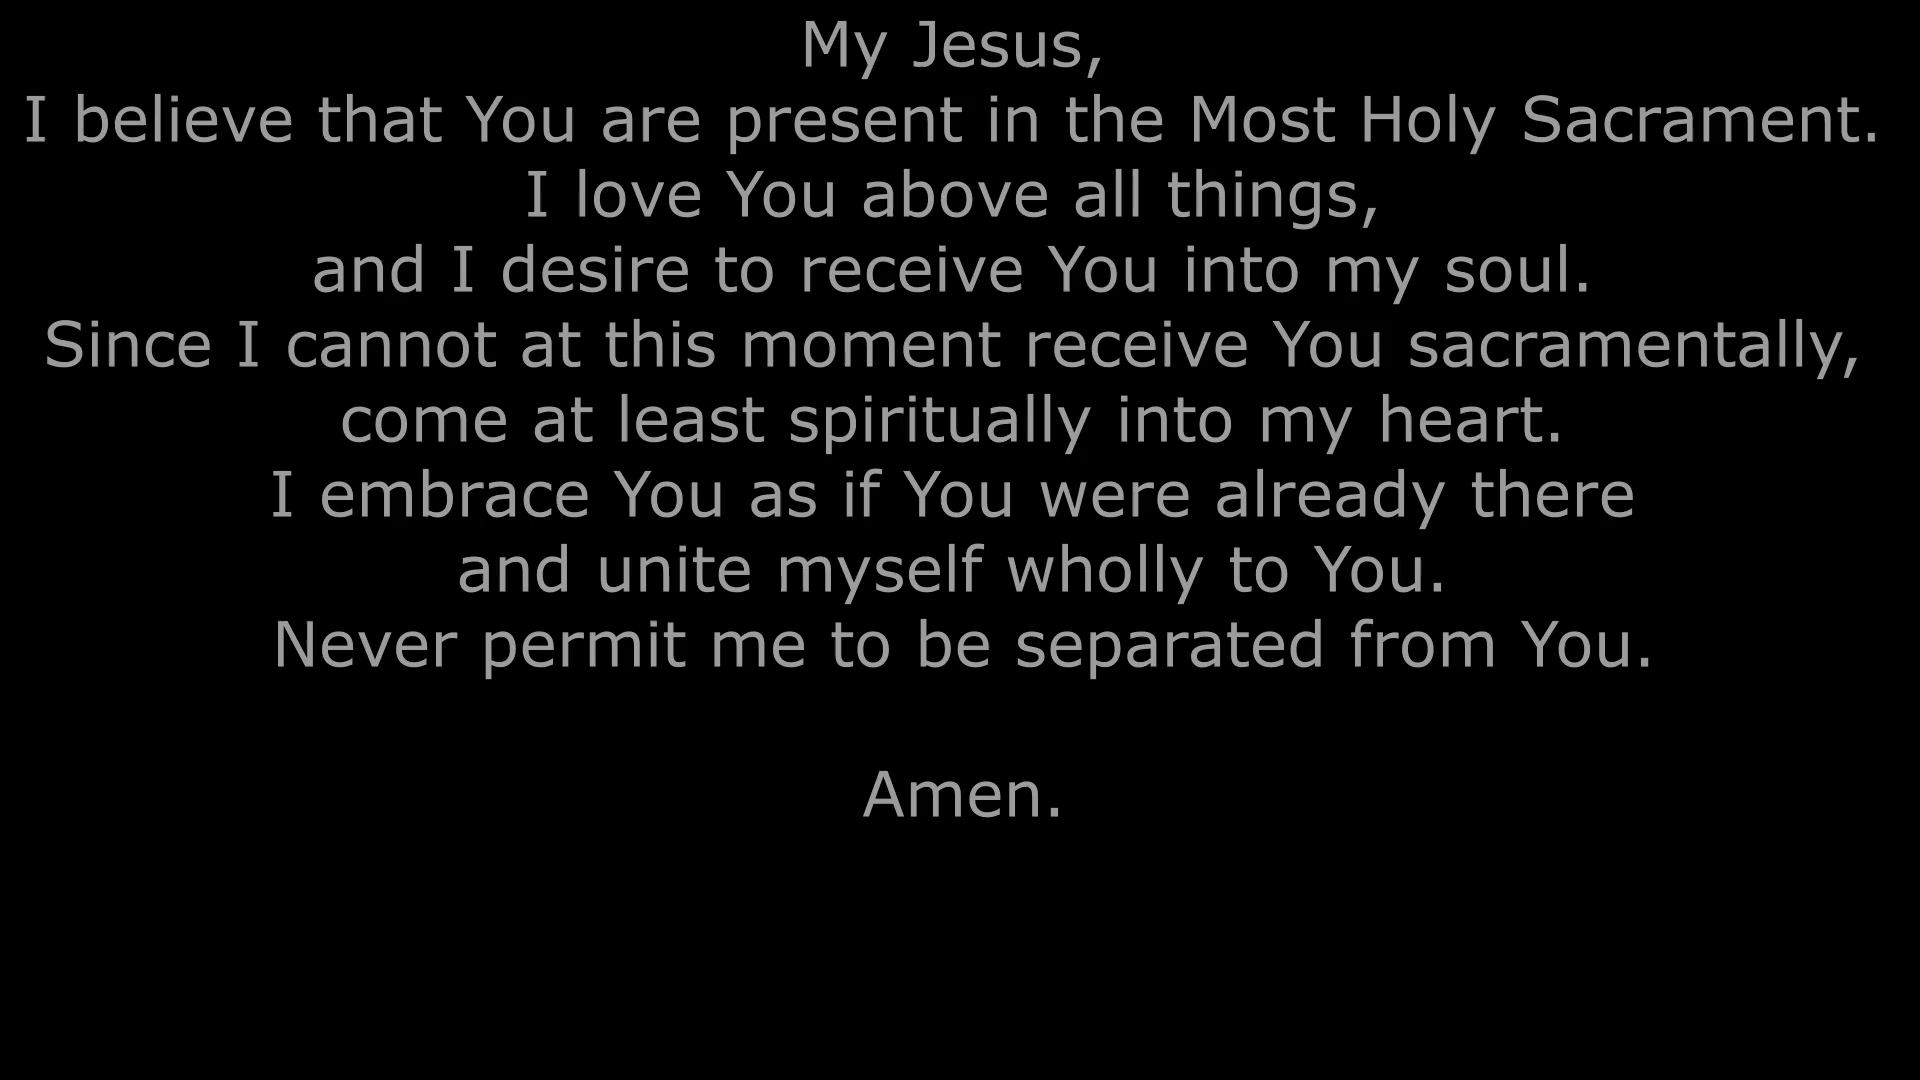 My Jesus,
I believe that You are present in the Most Holy Sacrament.
I love You above all things,
and I desire to receive You into my soul.
Since I cannot at this moment receive You sacramentally,
come at least spiritually into my heart.
I embrace You as if You were already there
and unite myself wholly to You.
Never permit me to be separated from You.
Amen.